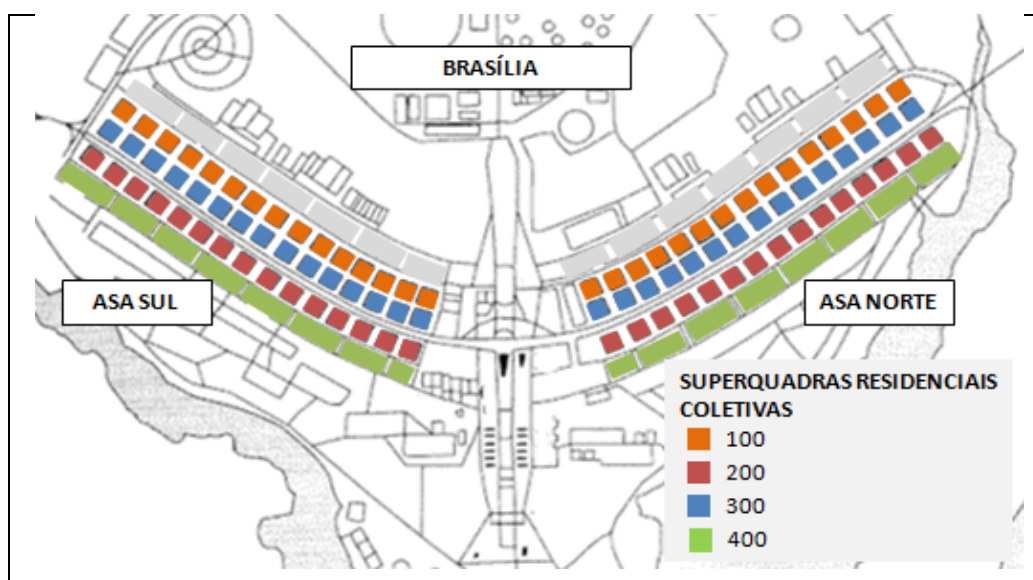 BRASÍLIA
ASA SUL
ASA NORTE
SUPERQUADRAS RESIDENCIAIS
COLETIVAS
100
200
300
400